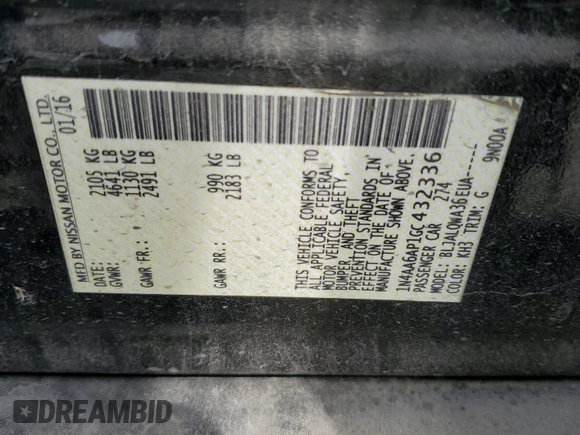 MFD BY NISSAN MOTOR CO., LTD.
DATE: 01/16
GVWR: 2105 KG
4641 LB
GAWR FR: 1130 KG
2491 LB
GAWR RR: 990 KG
2183 LB
THIS VEHICLE CONFORMS TO
ALL APPLICABLE FEDERAL
MOTOR VEHICLE SAFETY,
BUMPER, AND THEFT
PREVENTION STANDARDS IN
EFFECT ON THE DATE OF
MANUFACTURE SHOWN ABOVE.
1N4AA6AP1GC432336
PASSENGER CAR 274
MODEL: BLJALQWA36EUA-----
COLOR: KH3 TRIM: G 9N00A
DREAMBID